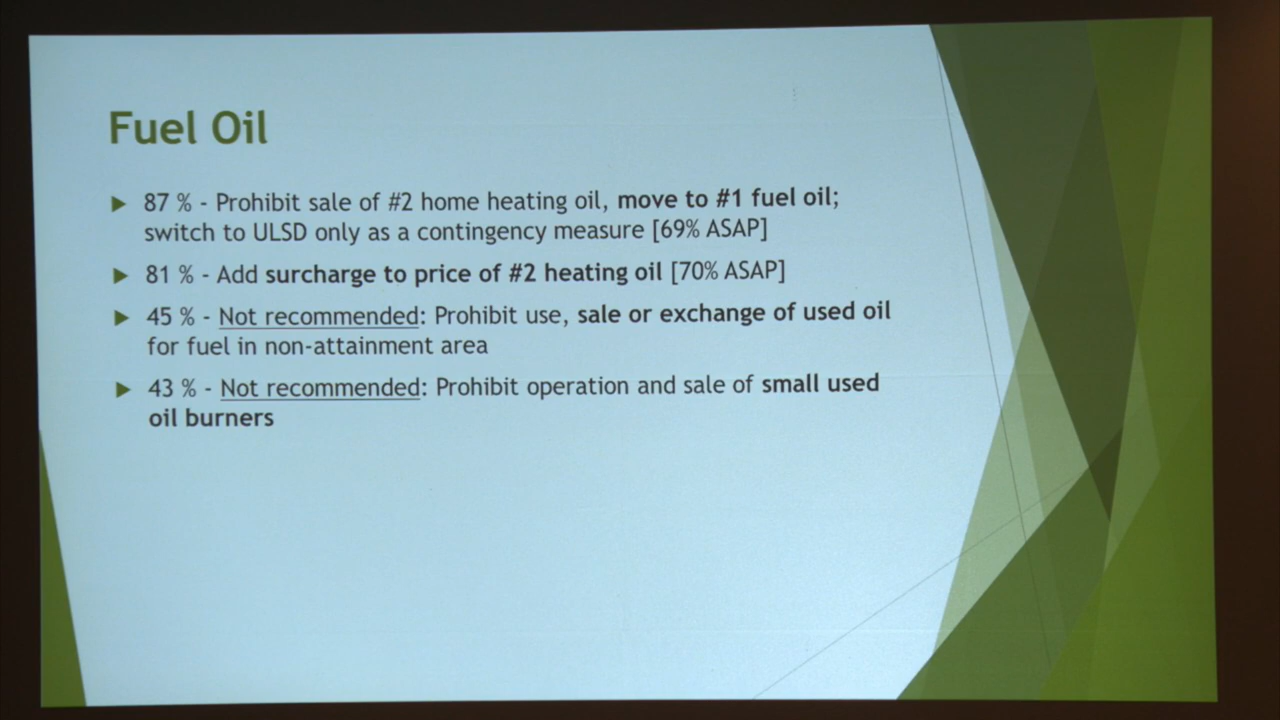 Fuel Oil
87 % - Prohibit sale of #2 home heating oil, move to #1 fuel oil;
switch to ULSD only as a contingency measure [69% ASAP]
81 % - Add surcharge to price of #2 heating oil [70% ASAP]
45 % - Not recommended: Prohibit use, sale or exchange of used oil
for fuel in non-attainment area
43 % - Not recommended: Prohibit operation and sale of small used
oil burners